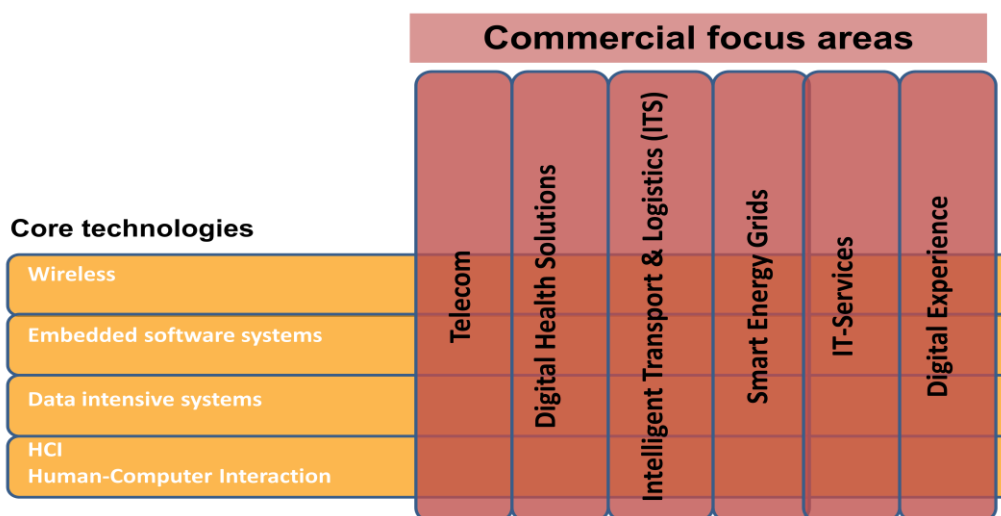 Commercial focus areas
Core technologies
Telecom
Digital Health Solutions
Intelligent Transport & Logistics (ITS)
Smart Energy Grids
IT-Services
Digital Experience
Wireless
Embedded software systems
Data intensive systems
HCI
Human-Computer Interaction